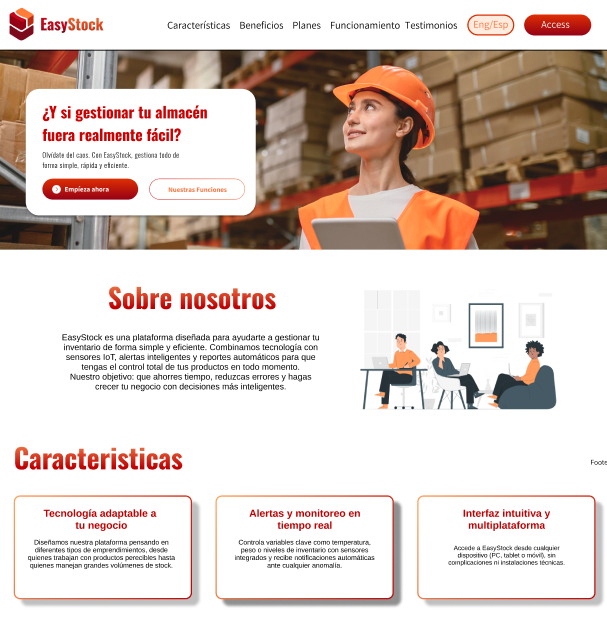 EasyStock
Características Beneficios Planes Funcionamiento Testimonios Eng/Esp Access
¿Y si gestionar tu almacén
fuera realmente fácil?
Olvídate del caos. Con EasyStock, gestiona todo de
forma simple, rápida y eficiente.
Empieza ahora Nuestras Funciones
Sobre nosotros
EasyStock es una plataforma diseñada para ayudarte a gestionar tu
inventario de forma simple y eficiente. Combinamos tecnología con
sensores IoT, alertas inteligentes y reportes automáticos para que
tengas el control total de tus productos en todo momento.
Nuestro objetivo: que ahorres tiempo, reduzcas errores y hagas
crecer tu negocio con decisiones más inteligentes.
Caracteristicas
Foote
Tecnología adaptable a
tu negocio
Diseñamos nuestra plataforma pensando en
diferentes tipos de emprendimientos, desde
quienes trabajan con productos percibles hasta
quienes manejan grandes volúmenes de stock.
Alertas y monitoreo en
tiempo real
Controla variables clave como temperatura,
peso o niveles de inventario con sensores
integrados y recibe notificaciones automáticas
ante cualquier anomalía.
Interfaz intuitiva y
multiplataforma
Accede a EasyStock desde cualquier
dispositivo (PC, tablet o móvil), sin
complicaciones ni instalaciones técnicas.